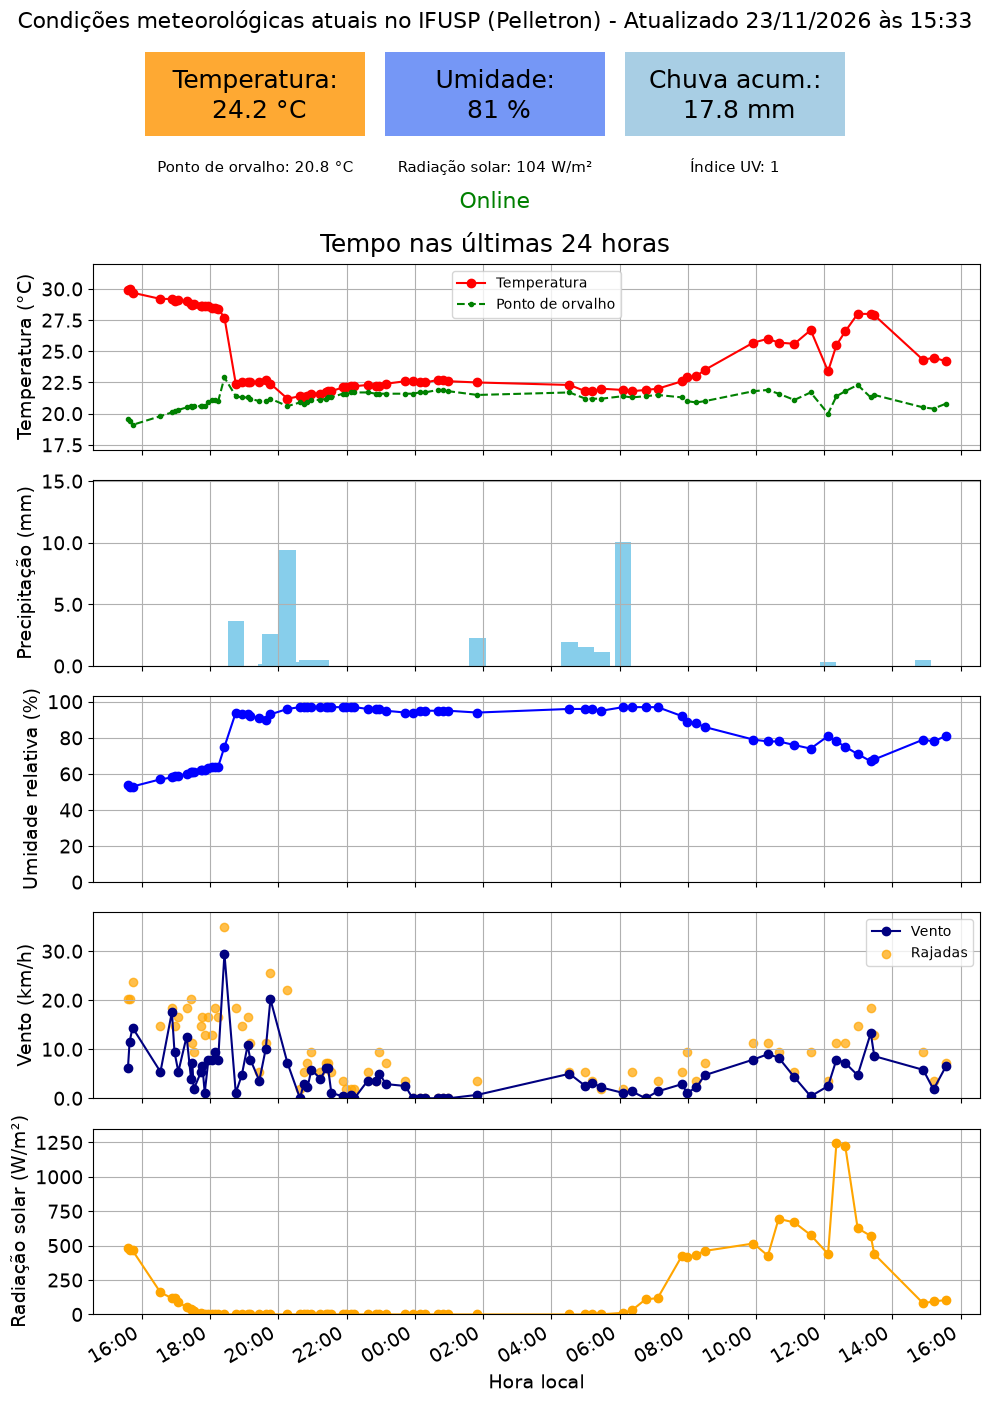 Condições meteorológicas atuais no IFUSP (Pelletron) - Atualizado 23/11/2026 às 15:33
Temperatura:
24.2 °C
Umidade:
81 %
Chuva acum.:
17.8 mm
Ponto de orvalho: 20.8 °C
Radiação solar: 104 W/m²
Índice UV: 1
Online
Tempo nas últimas 24 horas
Temperatura (°C)
30.0
27.5
25.0
22.5
20.0
17.5
Temperatura
Ponto de orvalho
Precipitação (mm)
15.0
10.0
5.0
0.0
Umidade relativa (%)
100
80
60
40
20
0
Vento (km/h)
30.0
20.0
10.0
0.0
Vento
Rajadas
Radiação solar (W/m²)
1250
1000
750
500
250
0
16:00
18:00
20:00
22:00
00:00
02:00
04:00
06:00
08:00
10:00
12:00
14:00
16:00
Hora local